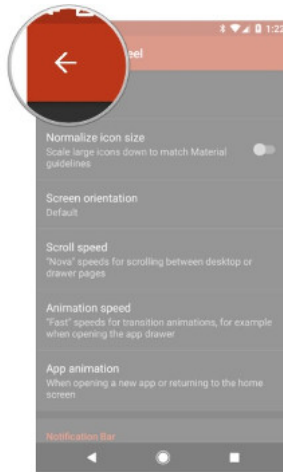 1:22
eel
Normalize icon size
Scale large icons down to match Material
guidelines
Screen orientation
Default
Scroll speed
"Nova" speeds for scrolling between desktop or
drawer pages
Animation speed
"Fast" speeds for transition animations, for example
when opening the app drawer
App animation
When opening a new app or returning to the home
screen
Notification Bar